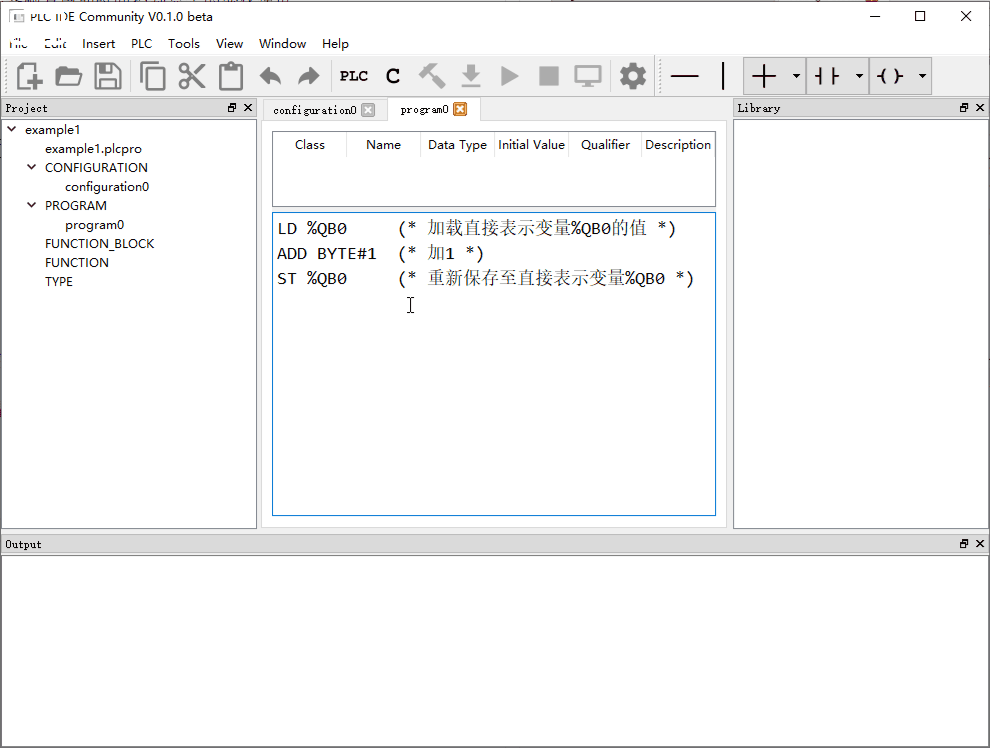 PLC IDE Community V0.1.0 beta
File Edit Insert PLC Tools View Window Help
PLC C
Project
example1
example1.plcpro
CONFIGURATION
configuration0
PROGRAM
program0
FUNCTION_BLOCK
FUNCTION
TYPE
configuration0 program0
Class Name Data Type Initial Value Qualifier Description
LD %QB0 (* 加载直接表示变量%QB0的值 *)
ADD BYTE#1 (* 加1 *)
ST %QB0 (* 重新保存至直接表示变量%QB0 *)
Library
Output